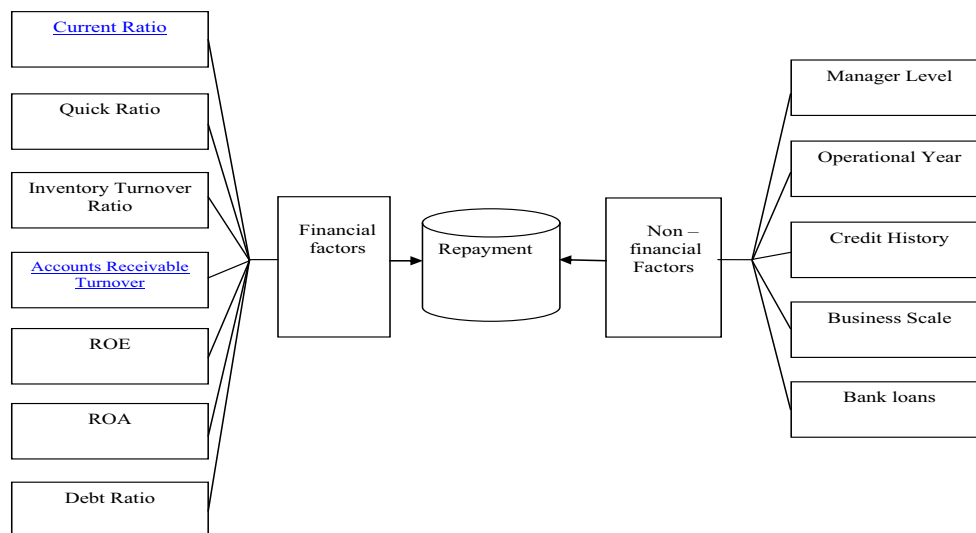 Current Ratio
Quick Ratio
Inventory Turnover
Ratio
Accounts Receivable
Turnover
ROE
ROA
Debt Ratio
Financial
factors
Repayment
Non –
financial
Factors
Manager Level
Operational Year
Credit History
Business Scale
Bank loans